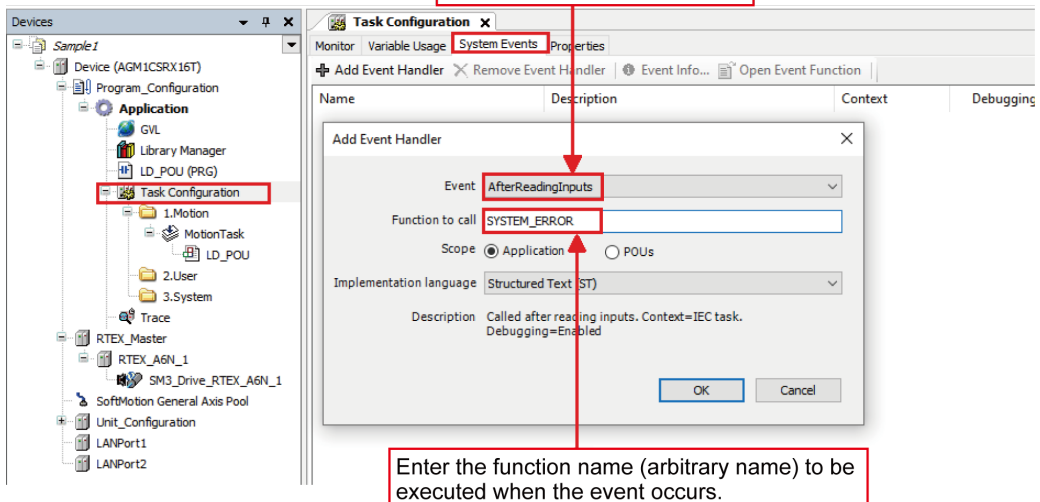 Devices
Sample1
Device (AGM1CSRX16T)
Program_Configuration
Application
GVL
Library Manager
LD_POU (PRG)
Task Configuration
1.Motion
MotionTask
LD_POU
2.User
3.System
Trace
RTEX_Master
RTEX_A6N_1
SM3_Drive_RTEX_A6N_1
SoftMotion General Axis Pool
Unit_Configuration
LANPort1
LANPort2
Task Configuration
Monitor Variable Usage System Events Properties
Add Event Handler Remove Event Handler Event Info... Open Event Function
Name Description Context Debugging
Add Event Handler
Event AfterReadingInputs
Function to call SYSTEM_ERROR
Scope Application POUs
Implementation language Structured Text (ST)
Description Called after reading inputs. Context=IEC task.
Debugging=Enabled
OK Cancel
Enter the function name (arbitrary name) to be
executed when the event occurs.